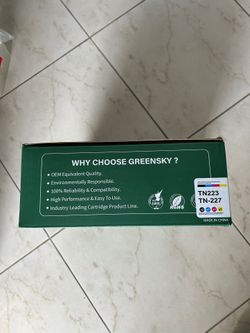 WHY CHOOSE GREENSKY ?
• OEM Equivalent Quality.
• Environmentally Responsible.
• 100% Reliability & Compatibility.
• High Performance & Easy To Use.
• Industry Leading Cartridge Product Line.
RoHS
TN223
TN-227
MADE IN CHINA